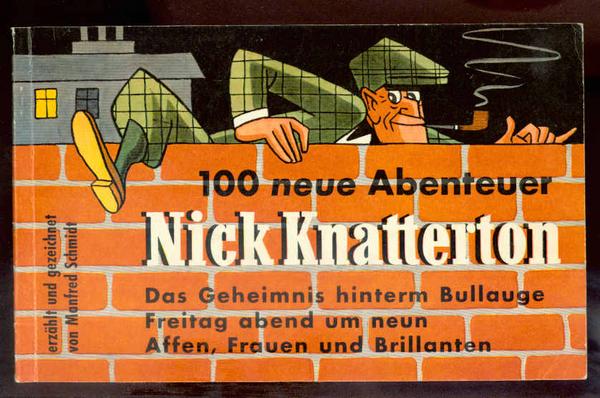 100 neue Abenteuer
Nick Knatterton
Das Geheimnis hinterm Bullauge
Freitag abend um neun
Affen, Frauen und Brillanten
erzählt und gezeichnet
von Manfred Schmidt